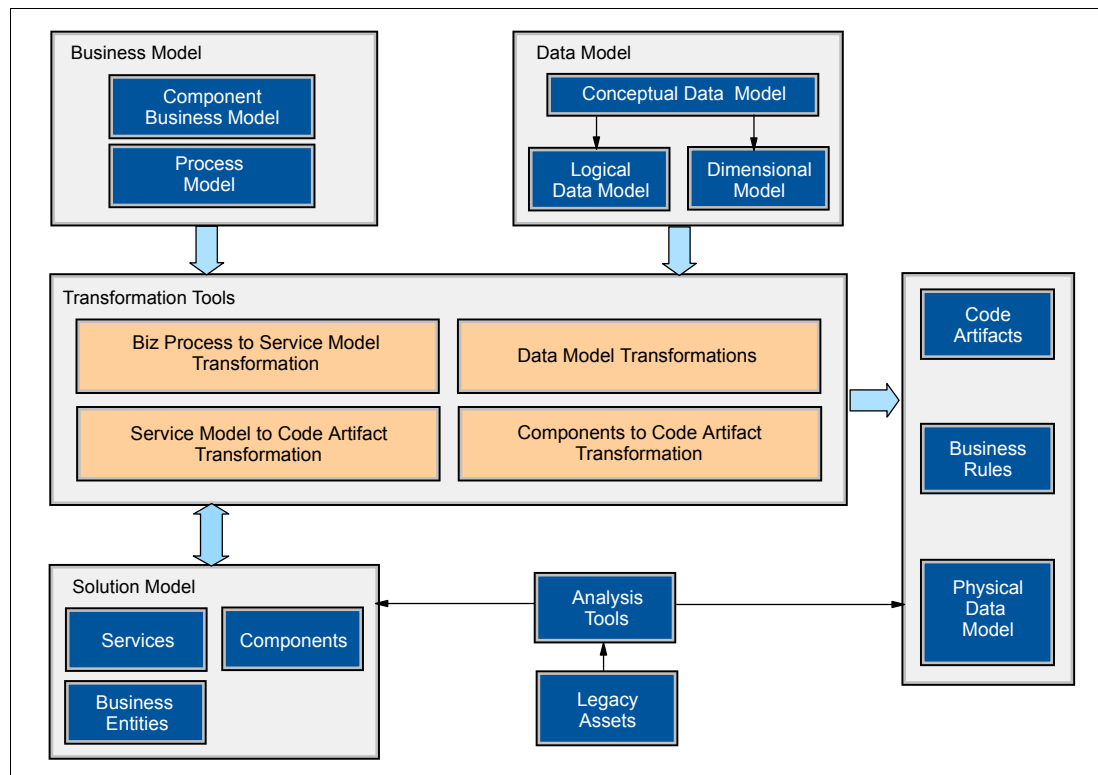 Business Model
Component
Business Model
Process
Model
Data Model
Conceptual Data Model
Logical
Data Model
Dimensional
Model
Transformation Tools
Biz Process to Service Model
Transformation
Data Model Transformations
Service Model to Code Artifact
Transformation
Components to Code Artifact
Transformation
Code
Artifacts
Business
Rules
Physical
Data
Model
Solution Model
Services
Components
Business
Entities
Analysis
Tools
Legacy
Assets